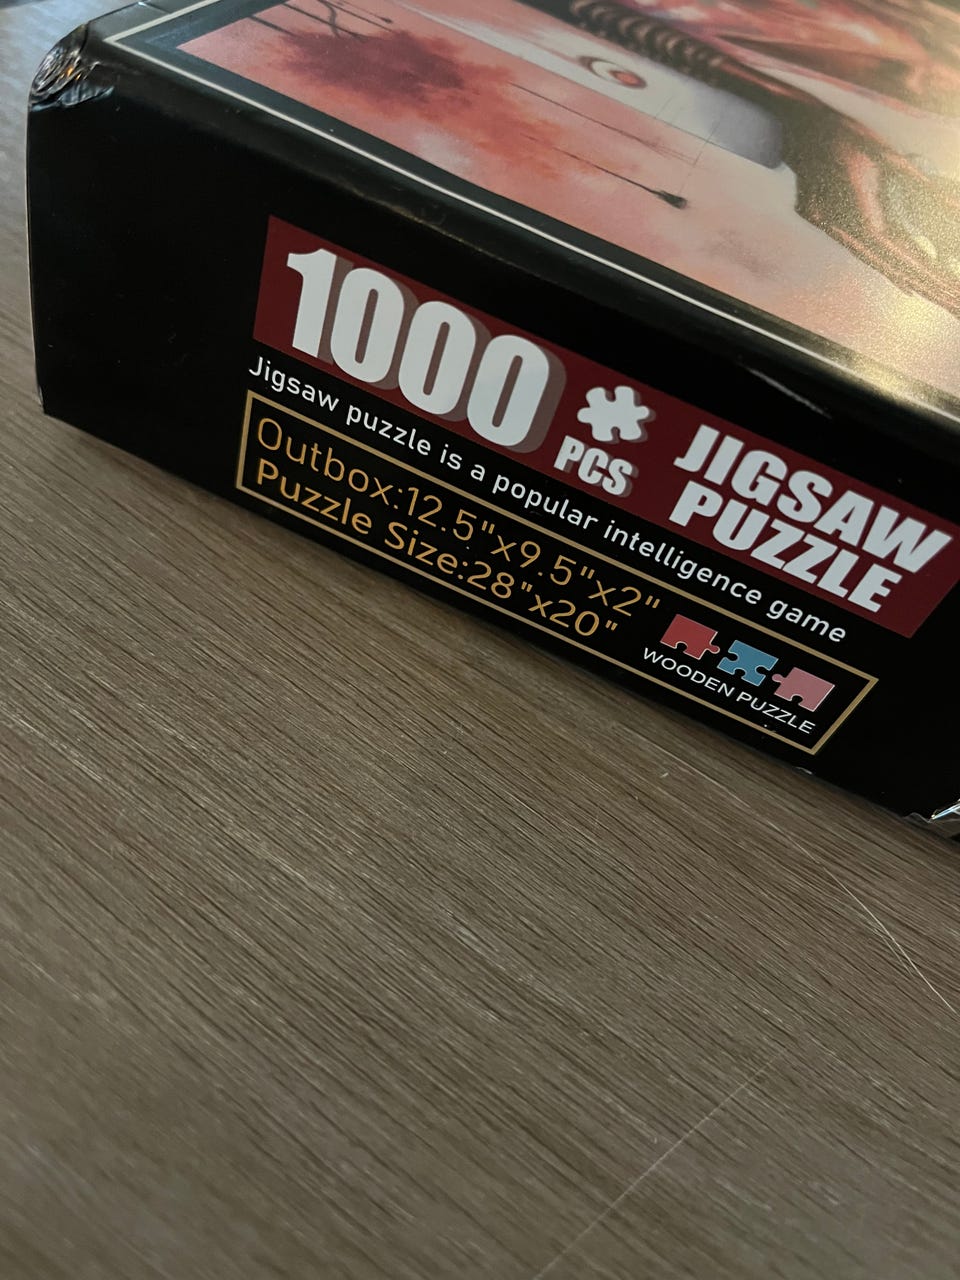 1000 PCS JIGSAW
PUZZLE
Jigsaw puzzle is a popular intelligence game
Outbox:12.5"x9.5"x2"
Puzzle Size:28"x20"
WOODEN PUZZLE